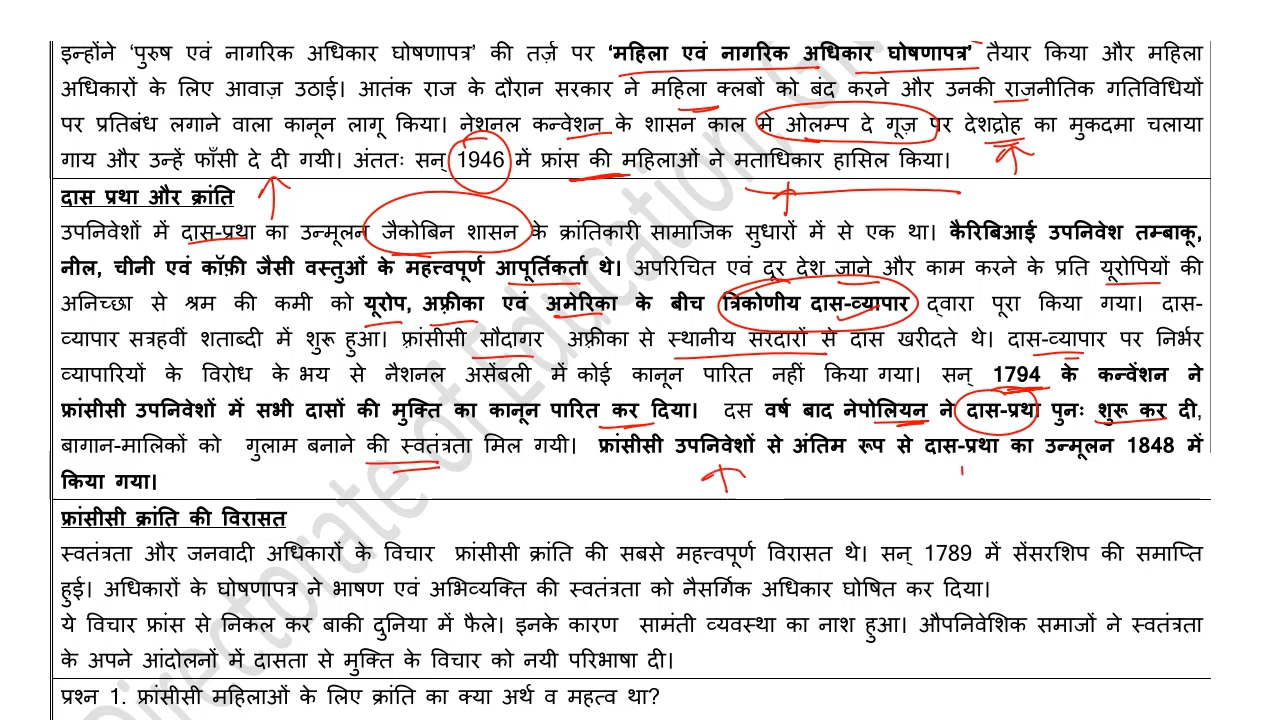 इन्होंने ‘पुरुष एवं नागरिक अधिकार घोषणापत्र’ की तर्ज़ पर ‘महिला एवं नागरिक अधिकार घोषणापत्र’ तैयार किया और महिला
अधिकारों के लिए आवाज़ उठाई। आतंक राज के दौरान सरकार ने महिला क्लबों को बंद करने और उनकी राजनीतिक गतिविधियों
पर प्रतिबंध लगाने वाला कानून लागू किया। नेशनल कन्वेशन के शासन काल मे ओलम्प दे गूज़ पर देशद्रोह का मुकदमा चलाया
गाय और उन्हें फाँसी दे दी गयी। अंततः सन् 1946 में फ्रांस की महिलाओं ने मताधिकार हासिल किया।
दास प्रथा और क्रांति
उपनिवेशों में दास-प्रथा का उन्मूलन जैकोबिन शासन के क्रांतिकारी सामाजिक सुधारों में से एक था। कैरिबिआई उपनिवेश तम्बाकू,
नील, चीनी एवं कॉफ़ी जैसी वस्तुओं के महत्त्वपूर्ण आपूर्तिकर्ता थे। अपरिचित एवं दूर देश जाने और काम करने के प्रति यूरोपियों की
अनिच्छा से श्रम की कमी को यूरोप, अफ़्रीका एवं अमेरिका के बीच त्रिकोणीय दास-व्यापार द्वारा पूरा किया गया। दास-
व्यापार सत्रहवीं शताब्दी में शुरू हुआ। फ्रांसीसी सौदागर अफ्रीका से स्थानीय सरदारों से दास खरीदते थे। दास-व्यापार पर निर्भर
व्यापारियों के विरोध के भय से नैशनल असेंबली में कोई कानून पारित नहीं किया गया। सन् 1794 के कन्वेंशन ने
फ्रांसीसी उपनिवेशों में सभी दासों की मुक्ति का कानून पारित कर दिया। दस वर्ष बाद नेपोलियन ने दास-प्रथा पुनः शुरू कर दी,
बागान-मालिकों को गुलाम बनाने की स्वतंत्रता मिल गयी। फ्रांसीसी उपनिवेशों से अंतिम रूप से दास-प्रथा का उन्मूलन 1848 में
किया गया।
फ्रांसीसी क्रांति की विरासत
स्वतंत्रता और जनवादी अधिकारों के विचार फ्रांसीसी क्रांति की सबसे महत्त्वपूर्ण विरासत थे। सन् 1789 में सेंसरशिप की समाप्ति
हुई। अधिकारों के घोषणापत्र ने भाषण एवं अभिव्यक्ति की स्वतंत्रता को नैसर्गिक अधिकार घोषित कर दिया।
ये विचार फ्रांस से निकल कर बाकी दुनिया में फैले। इनके कारण सामंती व्यवस्था का नाश हुआ। औपनिवेशिक समाजों ने स्वतंत्रता
के अपने आंदोलनों में दासता से मुक्ति के विचार को नयी परिभाषा दी।
प्रश्न 1. फ्रांसीसी महिलाओं के लिए क्रांति का क्या अर्थ व महत्व था?
Directorate of Education, G